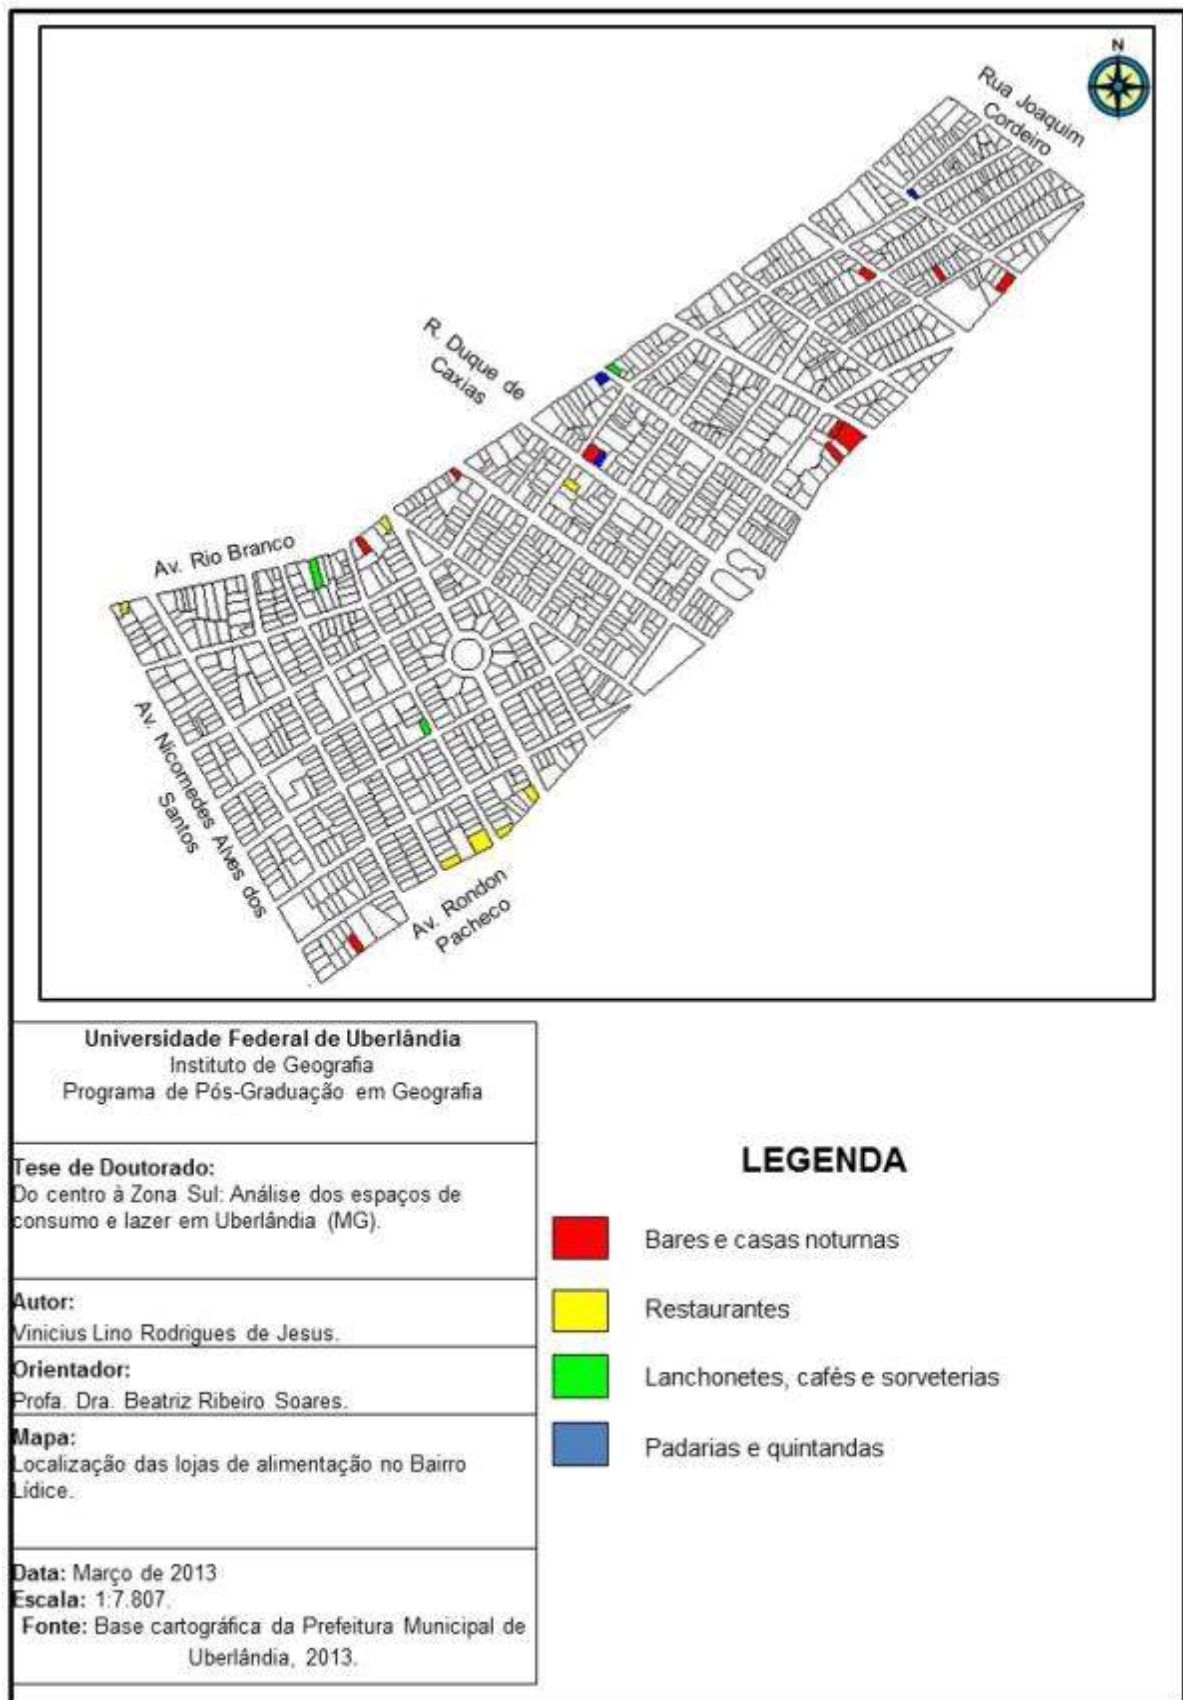 N
Rua Joaquim
Cordeiro
R. Duque de
Caxias
Av. Rio Branco
Av. Nicomedes Alves dos
Santos
Av. Rondon
Pacheco
Universidade Federal de Uberlândia
Instituto de Geografia
Programa de Pós-Graduação em Geografia
Tese de Doutorado:
Do centro à Zona Sul: Análise dos espaços de
consumo e lazer em Uberlândia (MG).
Autor:
Vinicius Lino Rodrigues de Jesus.
Orientador:
Profa. Dra. Beatriz Ribeiro Soares.
Mapa:
Localização das lojas de alimentação no Bairro
Lídice.
Data: Março de 2013
Escala: 1:7.807.
Fonte: Base cartográfica da Prefeitura Municipal de
Uberlândia, 2013.
LEGENDA
Bares e casas noturnas
Restaurantes
Lanchonetes, cafés e sorveterias
Padarias e quintandas